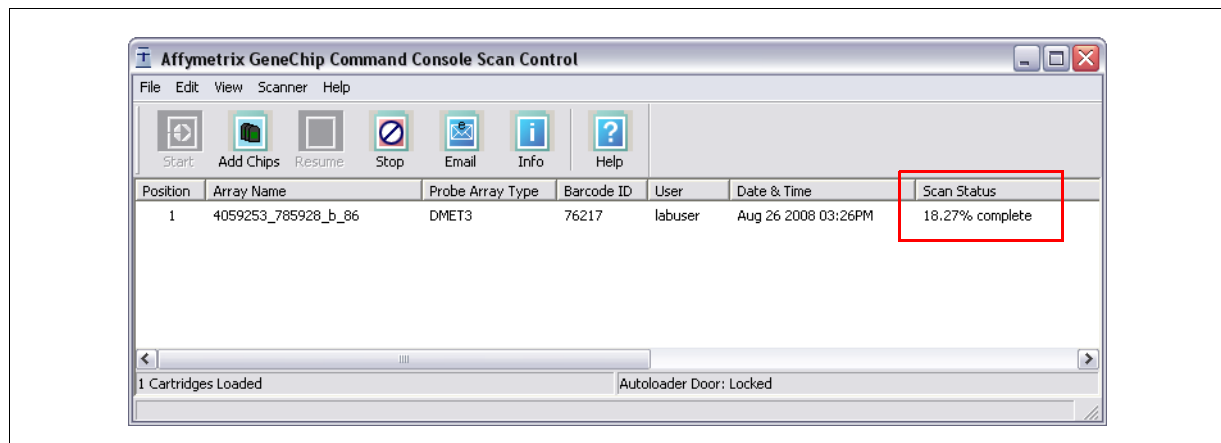 Affymetrix GeneChip Command Console Scan Control
File Edit View Scanner Help
Start Add Chips Resume Stop Email Info Help
Position Array Name Probe Array Type Barcode ID User Date & Time Scan Status
1 4059253_785928_b_86 DMET3 76217 labuser Aug 26 2008 03:26PM 18.27% complete
1 Cartridges Loaded Autoloader Door: Locked